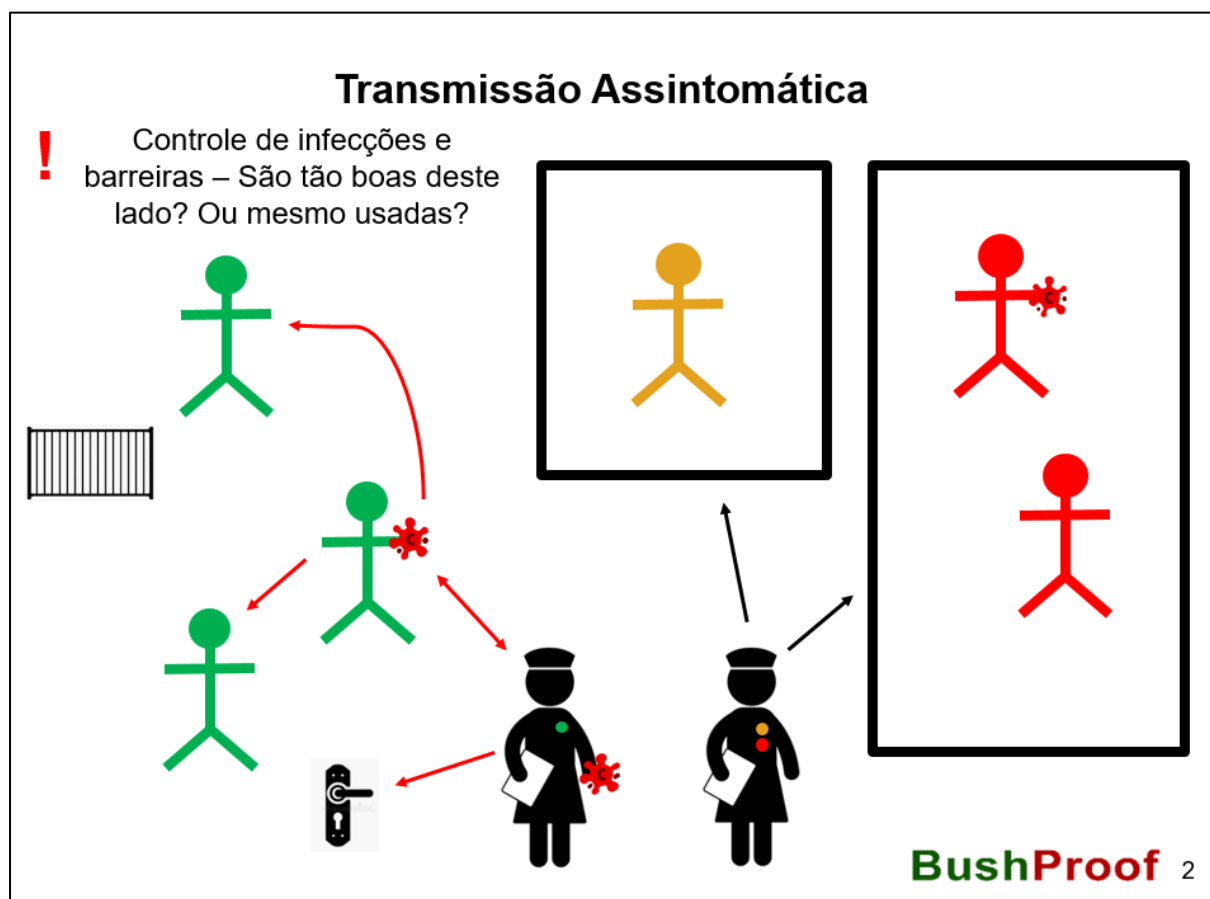 Transmissão Assintomática
! Controle de infecções e
barreiras – São tão boas deste
lado? Ou mesmo usadas?
BushProof 2